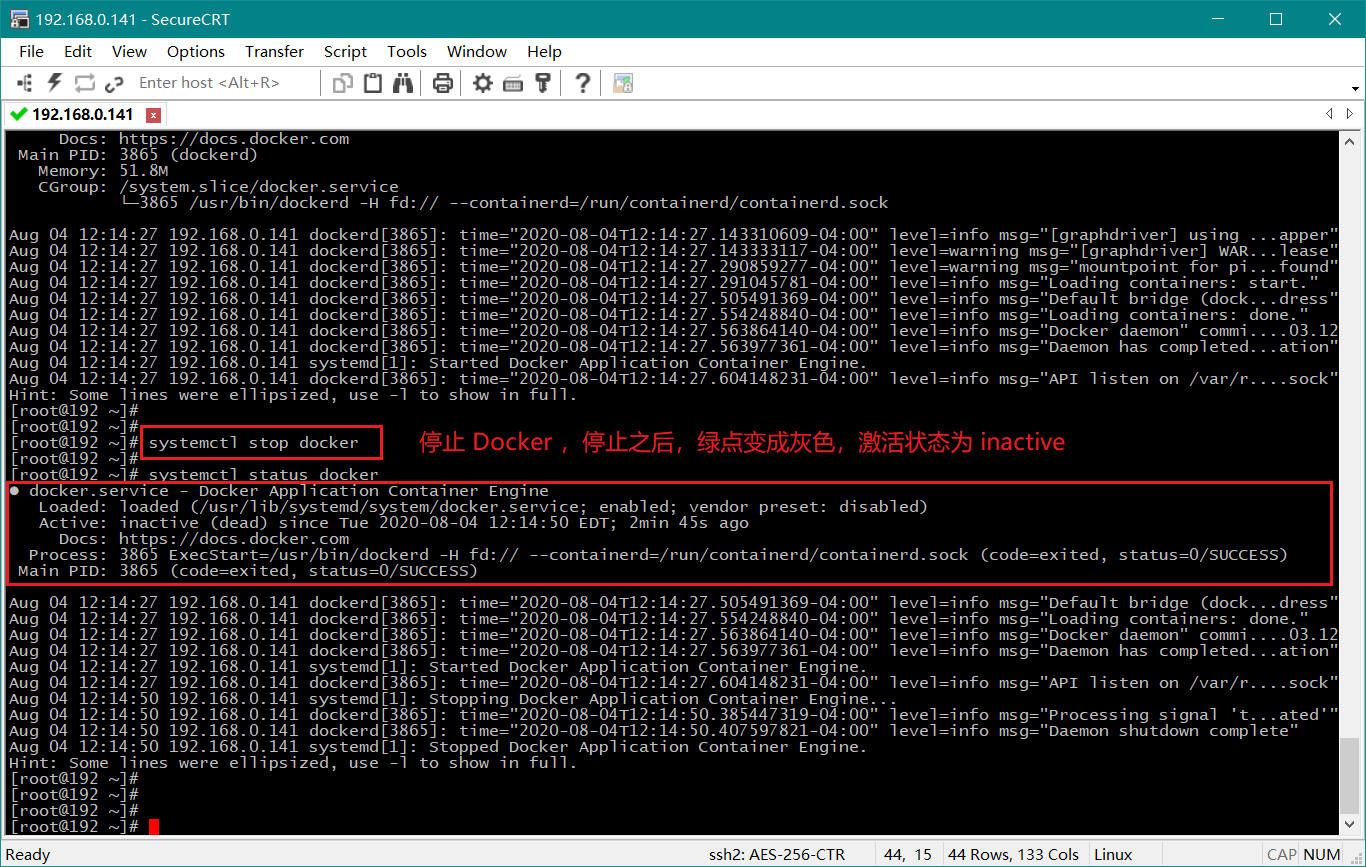 192.168.0.141 - SecureCRT
File Edit View Options Transfer Script Tools Window Help
Enter host <Alt+R>
192.168.0.141
     Docs: https://docs.docker.com
 Main PID: 3865 (dockerd)
   Memory: 51.8M
   CGroup: /system.slice/docker.service
           └─3865 /usr/bin/dockerd -H fd:// --containerd=/run/containerd/containerd.sock
Aug 04 12:14:27 192.168.0.141 dockerd[3865]: time="2020-08-04T12:14:27.143310609-04:00" level=info msg="[graphdriver] using ...apper"
Aug 04 12:14:27 192.168.0.141 dockerd[3865]: time="2020-08-04T12:14:27.143333117-04:00" level=warning msg="[graphdriver] WAR...lease"
Aug 04 12:14:27 192.168.0.141 dockerd[3865]: time="2020-08-04T12:14:27.290859277-04:00" level=warning msg="mountpoint for pi...found"
Aug 04 12:14:27 192.168.0.141 dockerd[3865]: time="2020-08-04T12:14:27.291045781-04:00" level=info msg="Loading containers: start."
Aug 04 12:14:27 192.168.0.141 dockerd[3865]: time="2020-08-04T12:14:27.505491369-04:00" level=info msg="Default bridge (dock...dress"
Aug 04 12:14:27 192.168.0.141 dockerd[3865]: time="2020-08-04T12:14:27.554248840-04:00" level=info msg="Loading containers: done."
Aug 04 12:14:27 192.168.0.141 dockerd[3865]: time="2020-08-04T12:14:27.563864140-04:00" level=info msg="Docker daemon" commi....03.12
Aug 04 12:14:27 192.168.0.141 dockerd[3865]: time="2020-08-04T12:14:27.563977361-04:00" level=info msg="Daemon has completed...ation"
Aug 04 12:14:27 192.168.0.141 systemd[1]: Started Docker Application Container Engine.
Aug 04 12:14:27 192.168.0.141 dockerd[3865]: time="2020-08-04T12:14:27.604148231-04:00" level=info msg="API listen on /var/r....sock"
Hint: Some lines were ellipsized, use -l to show in full.
[root@192 ~]#
[root@192 ~]#
[root@192 ~]# systemctl stop docker 停止 Docker ，停止之后，绿点变成灰色，激活状态为 inactive
[root@192 ~]#
[root@192 ~]# systemctl status docker
● docker.service - Docker Application Container Engine
   Loaded: loaded (/usr/lib/systemd/system/docker.service; enabled; vendor preset: disabled)
   Active: inactive (dead) since Tue 2020-08-04 12:14:50 EDT; 2min 45s ago
     Docs: https://docs.docker.com
  Process: 3865 ExecStart=/usr/bin/dockerd -H fd:// --containerd=/run/containerd/containerd.sock (code=exited, status=0/SUCCESS)
 Main PID: 3865 (code=exited, status=0/SUCCESS)
Aug 04 12:14:27 192.168.0.141 dockerd[3865]: time="2020-08-04T12:14:27.505491369-04:00" level=info msg="Default bridge (dock...dress"
Aug 04 12:14:27 192.168.0.141 dockerd[3865]: time="2020-08-04T12:14:27.554248840-04:00" level=info msg="Loading containers: done."
Aug 04 12:14:27 192.168.0.141 dockerd[3865]: time="2020-08-04T12:14:27.563864140-04:00" level=info msg="Docker daemon" commi....03.12
Aug 04 12:14:27 192.168.0.141 dockerd[3865]: time="2020-08-04T12:14:27.563977361-04:00" level=info msg="Daemon has completed...ation"
Aug 04 12:14:27 192.168.0.141 systemd[1]: Started Docker Application Container Engine.
Aug 04 12:14:27 192.168.0.141 dockerd[3865]: time="2020-08-04T12:14:27.604148231-04:00" level=info msg="API listen on /var/r....sock"
Aug 04 12:14:50 192.168.0.141 systemd[1]: Stopping Docker Application Container Engine...
Aug 04 12:14:50 192.168.0.141 dockerd[3865]: time="2020-08-04T12:14:50.385447319-04:00" level=info msg="Processing signal 't...ated'"
Aug 04 12:14:50 192.168.0.141 dockerd[3865]: time="2020-08-04T12:14:50.407597821-04:00" level=info msg="Daemon shutdown complete"
Aug 04 12:14:50 192.168.0.141 systemd[1]: Stopped Docker Application Container Engine.
Hint: Some lines were ellipsized, use -l to show in full.
[root@192 ~]#
[root@192 ~]#
[root@192 ~]#
[root@192 ~]#
Ready ssh2: AES-256-CTR 44, 15 44 Rows, 133 Cols Linux CAP NUM